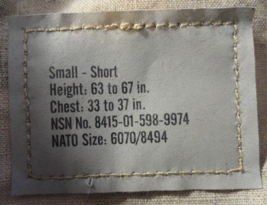 Small - Short
Height: 63 to 67 in.
Chest: 33 to 37 in.
NSN No. 8415-01-598-9974
NATO Size: 6070/8494